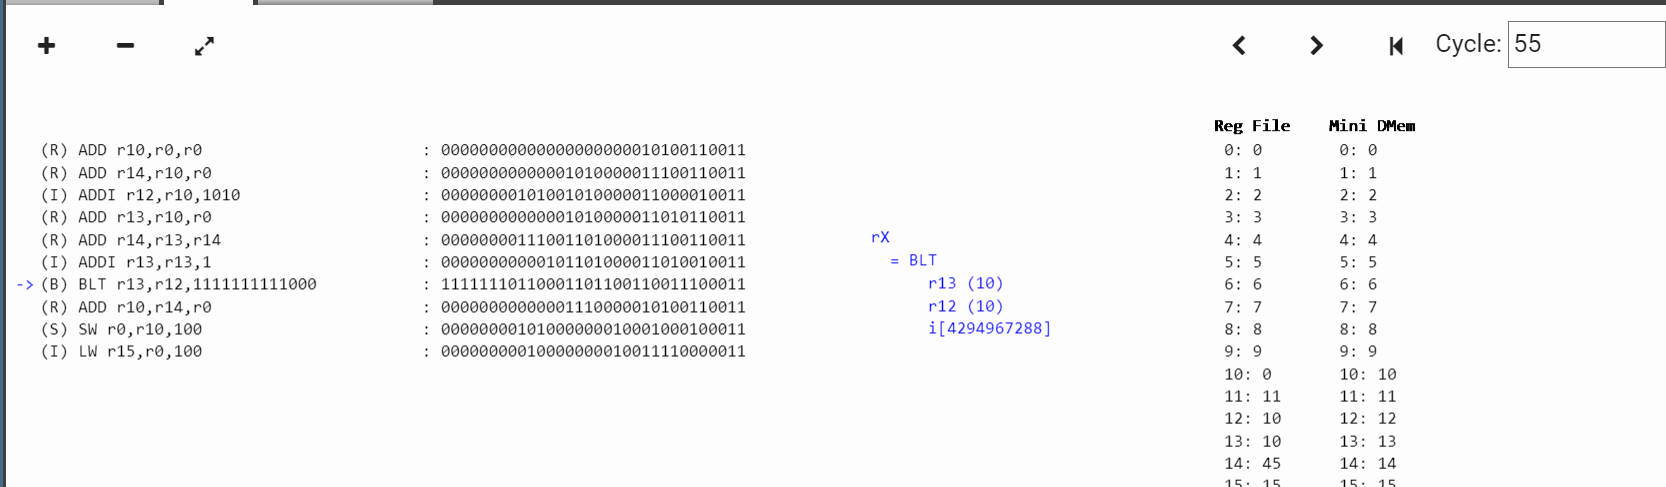 Cycle: 55
Reg File Mini DMem
(R) ADD r10,r0,r0 : 00000000000000000000010100110011
(R) ADD r14,r10,r0 : 00000000000001010000011100110011
(I) ADDI r12,r10,1010 : 00000000101001010000011000010011
(R) ADD r13,r10,r0 : 00000000000001010000011010110011
(R) ADD r14,r13,r14 : 00000000111001101000011100110011
(I) ADDI r13,r13,1 : 00000000000101101000011010010011
-> (B) BLT r13,r12,1111111111000 : 11111110110001101100110011100011
(R) ADD r10,r14,r0 : 00000000000001110000010100110011
(S) SW r0,r10,100 : 00000000101000000010001000100011
(I) LW r15,r0,100 : 00000000010000000010011110000011
rX
= BLT
r13 (10)
r12 (10)
i[4294967288]
0: 0 0: 0
1: 1 1: 1
2: 2 2: 2
3: 3 3: 3
4: 4 4: 4
5: 5 5: 5
6: 6 6: 6
7: 7 7: 7
8: 8 8: 8
9: 9 9: 9
10: 0 10: 10
11: 11 11: 11
12: 10 12: 12
13: 10 13: 13
14: 45 14: 14
15: 15 15: 15